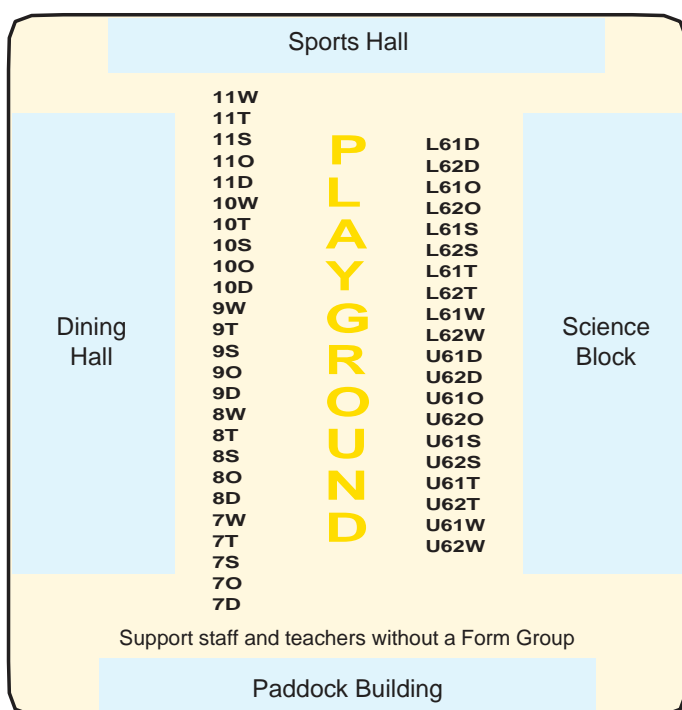 Sports Hall
11W
11T
11S
11O
11D
10W
10T
10S
10O
10D
9W
9T
9S
9O
9D
8W
8T
8S
8O
8D
7W
7T
7S
7O
7D
Dining
Hall
P
L
A
Y
G
R
O
U
N
D
L61D
L62D
L61O
L62O
L61S
L62S
L61T
L62T
L61W
L62W
U61D
U62D
U61O
U62O
U61S
U62S
U61T
U62T
U61W
U62W
Science
Block
Support staff and teachers without a Form Group
Paddock Building